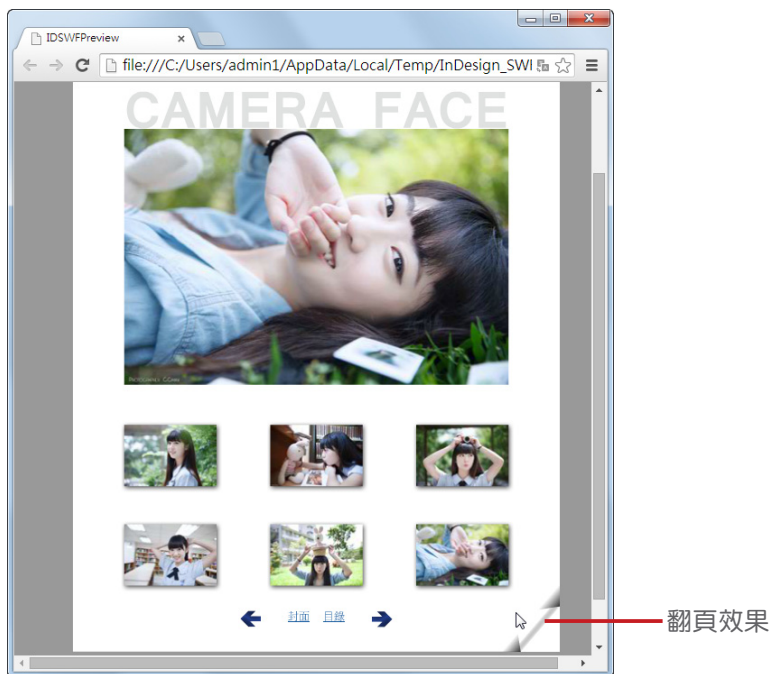 IDSWFPreview
file:///C:/Users/admin1/AppData/Local/Temp/InDesign_SWI
CAMERA FACE
封面 目錄
翻頁效果